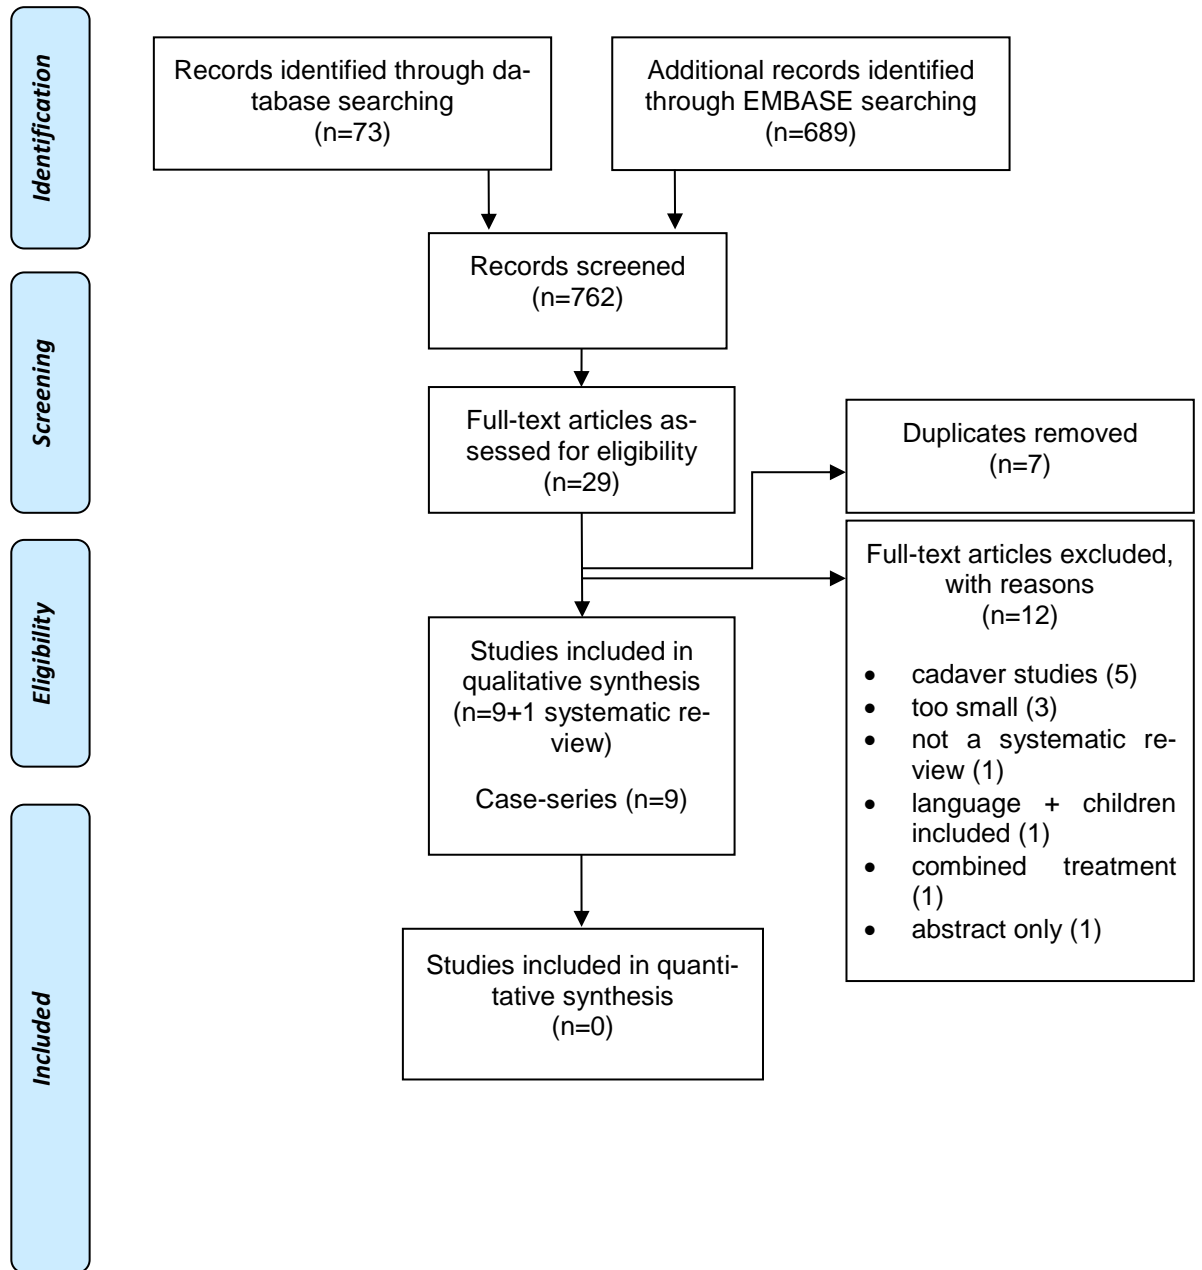 Identification
Records identified through da-
tabase searching
(n=73)
Additional records identified
through EMBASE searching
(n=689)
Records screened
(n=762)
Screening
Full-text articles as-
sessed for eligibility
(n=29)
Duplicates removed
(n=7)
Eligibility
Full-text articles excluded,
with reasons
(n=12)
• cadaver studies (5)
• too small (3)
• not a systematic re-
view (1)
• language + children
included (1)
• combined treatment
(1)
• abstract only (1)
Studies included in
qualitative synthesis
(n=9+1 systematic re-
view)
Case-series (n=9)
Included
Studies included in quanti-
tative synthesis
(n=0)